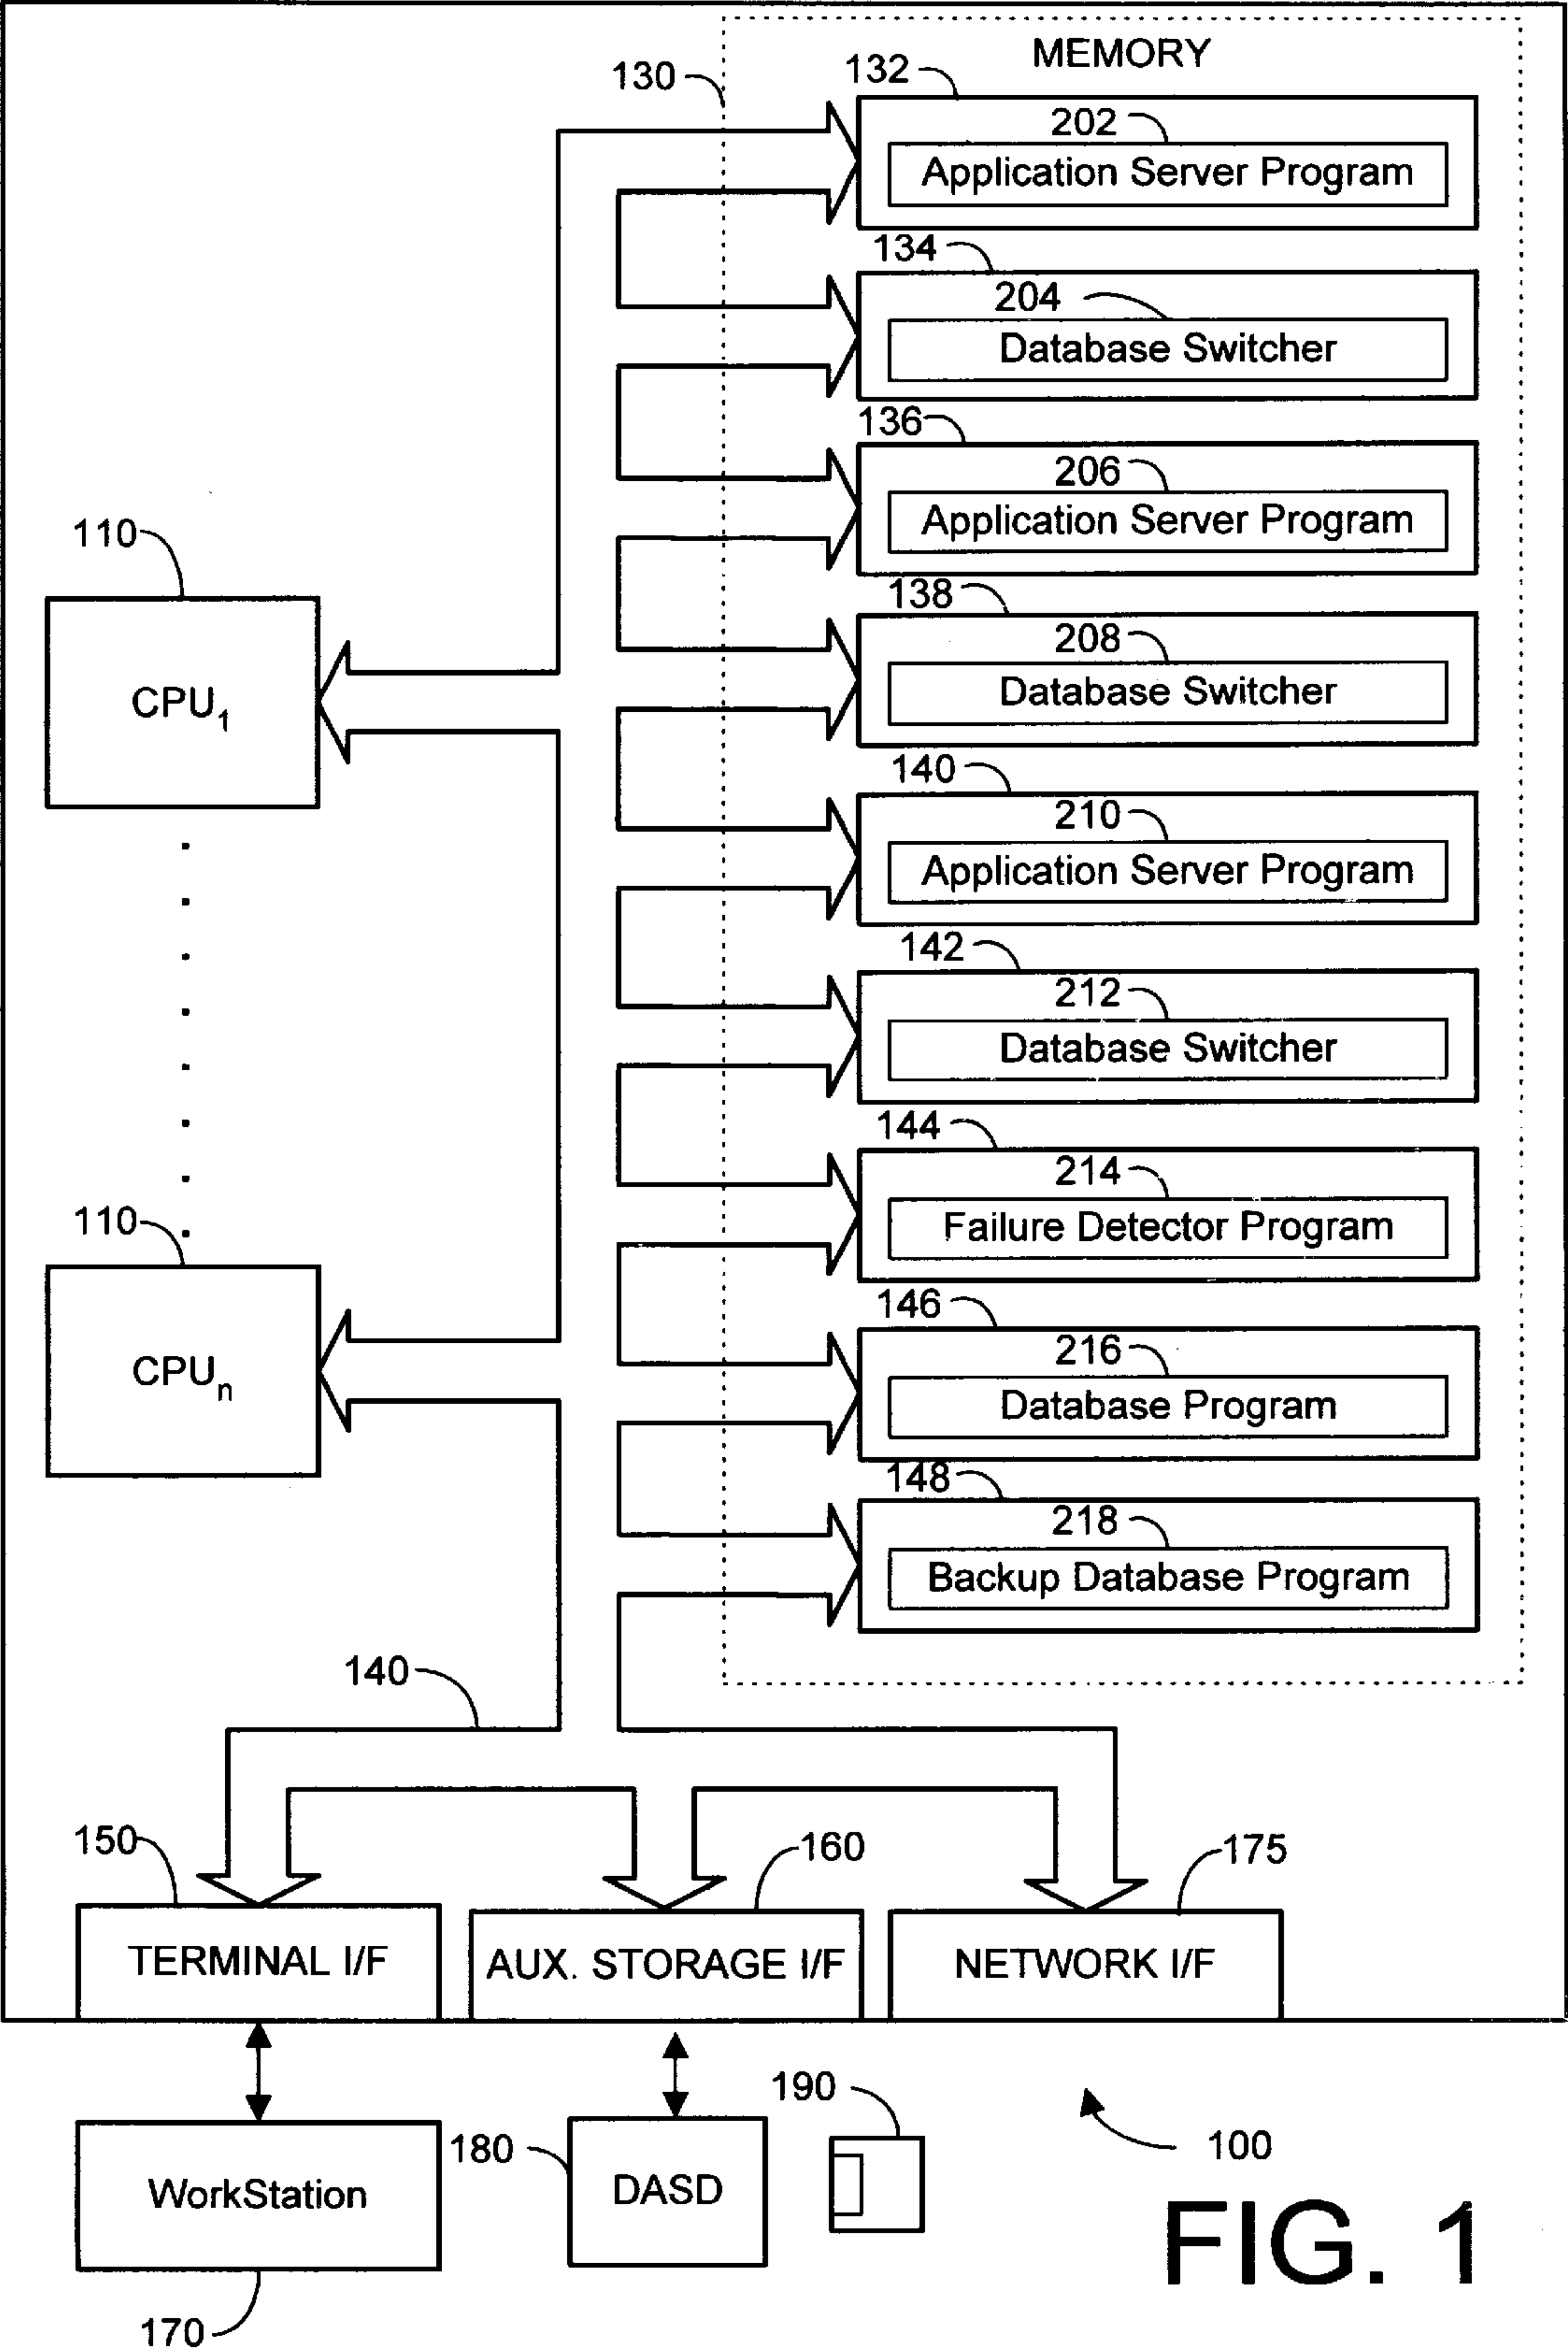 MEMORY
130
132
202
Application Server Program
134
204
Database Switcher
136
206
Application Server Program
110
138
208
Database Switcher
CPU1
140
210
Application Server Program
142
212
Database Switcher
144
214
Failure Detector Program
110
146
216
Database Program
CPUn
148
218
Backup Database Program
140
150
160
175
TERMINAL I/F
AUX. STORAGE I/F
NETWORK I/F
190
180
100
WorkStation
DASD
FIG. 1
170